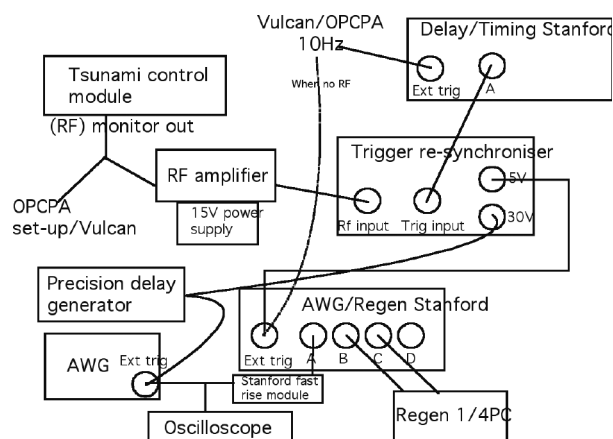 Vulcan/OPCPA
10Hz
Delay/Timing Stanford
Ext trig
A
When no RF
Tsunami control
module
(RF) monitor out
OPCPA
set-up/Vulcan
RF amplifier
15V power
supply
Trigger re-synchroniser
5V
30V
Rf input
Trig input
Precision delay
generator
AWG/Regen Stanford
Ext trig
A
B
C
D
AWG
Ext trig
Stanford fast
rise module
Oscilloscope
Regen 1/4PC